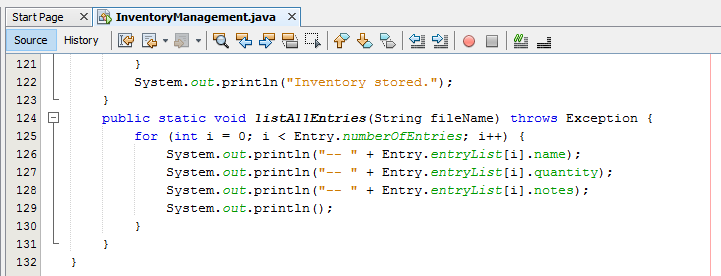 Start Page InventoryManagement.java
Source History
121 }
122 System.out.println("Inventory stored.");
123 }
124 public static void listAllEntries(String fileName) throws Exception {
125 for (int i = 0; i < Entry.numberOfEntries; i++) {
126 System.out.println("-- " + Entry.entryList[i].name);
127 System.out.println("-- " + Entry.entryList[i].quantity);
128 System.out.println("-- " + Entry.entryList[i].notes);
129 System.out.println();
130 }
131 }
132 }